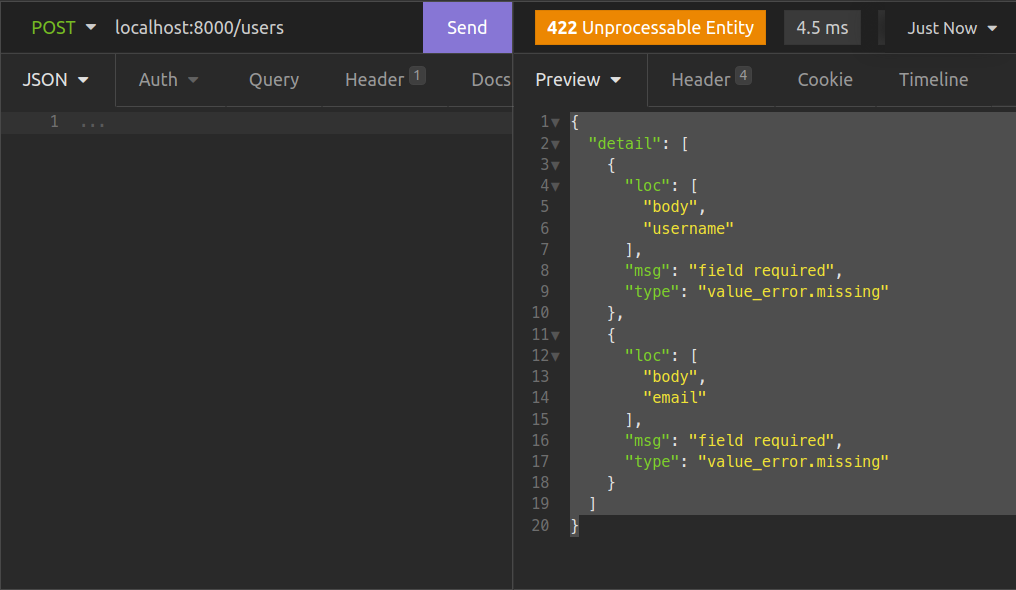 POST localhost:8000/users Send 422 Unprocessable Entity 4.5 ms Just Now
JSON Auth Query Header 1 Docs Preview Header 4 Cookie Timeline
1 ...
1 {
2 "detail": [
3 {
4 "loc": [
5 "body",
6 "username"
7 ],
8 "msg": "field required",
9 "type": "value_error.missing"
10 },
11 {
12 "loc": [
13 "body",
14 "email"
15 ],
16 "msg": "field required",
17 "type": "value_error.missing"
18 }
19 ]
20 }